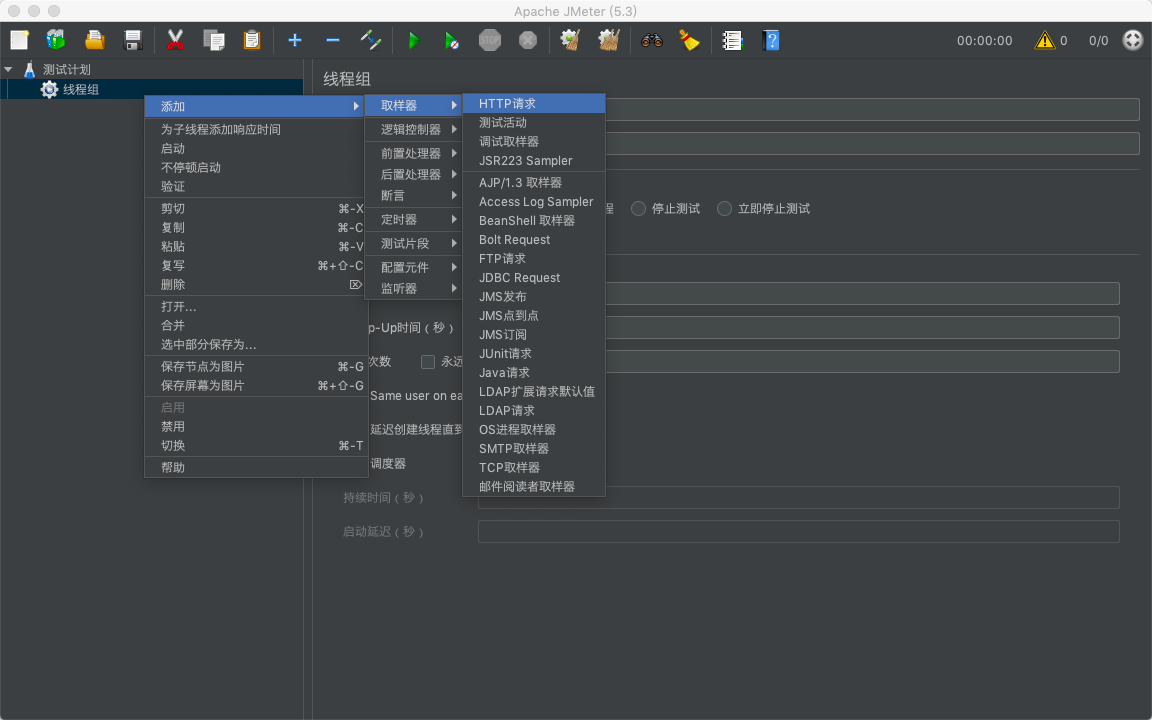 Apache JMeter (5.3)
STOP
00:00:00
0
0/0
测试计划
线程组
线程组
添加
为子线程添加响应时间
启动
不停顿启动
验证
剪切 ⌘-X
复制 ⌘-C
粘贴 ⌘-V
复写 ⌘+⇧-C
删除 ⌦
打开...
合并
选中部分保存为...
保存节点为图片 ⌘-G
保存屏幕为图片 ⌘+⇧-G
启用
禁用
切换 ⌘-T
帮助
取样器
逻辑控制器
前置处理器
后置处理器
断言
定时器
测试片段
配置元件
监听器
HTTP请求
测试活动
调试取样器
JSR223 Sampler
AJP/1.3 取样器
Access Log Sampler
BeanShell 取样器
Bolt Request
FTP请求
JDBC Request
JMS发布
JMS点到点
JMS订阅
JUnit请求
Java请求
LDAP扩展请求默认值
LDAP请求
OS进程取样器
SMTP取样器
TCP取样器
邮件阅读者取样器
程
停止测试
立即停止测试
p-Up时间（秒）
次数
永远
Same user on ea
延迟创建线程直到
调度器
持续时间（秒）
启动延迟（秒）